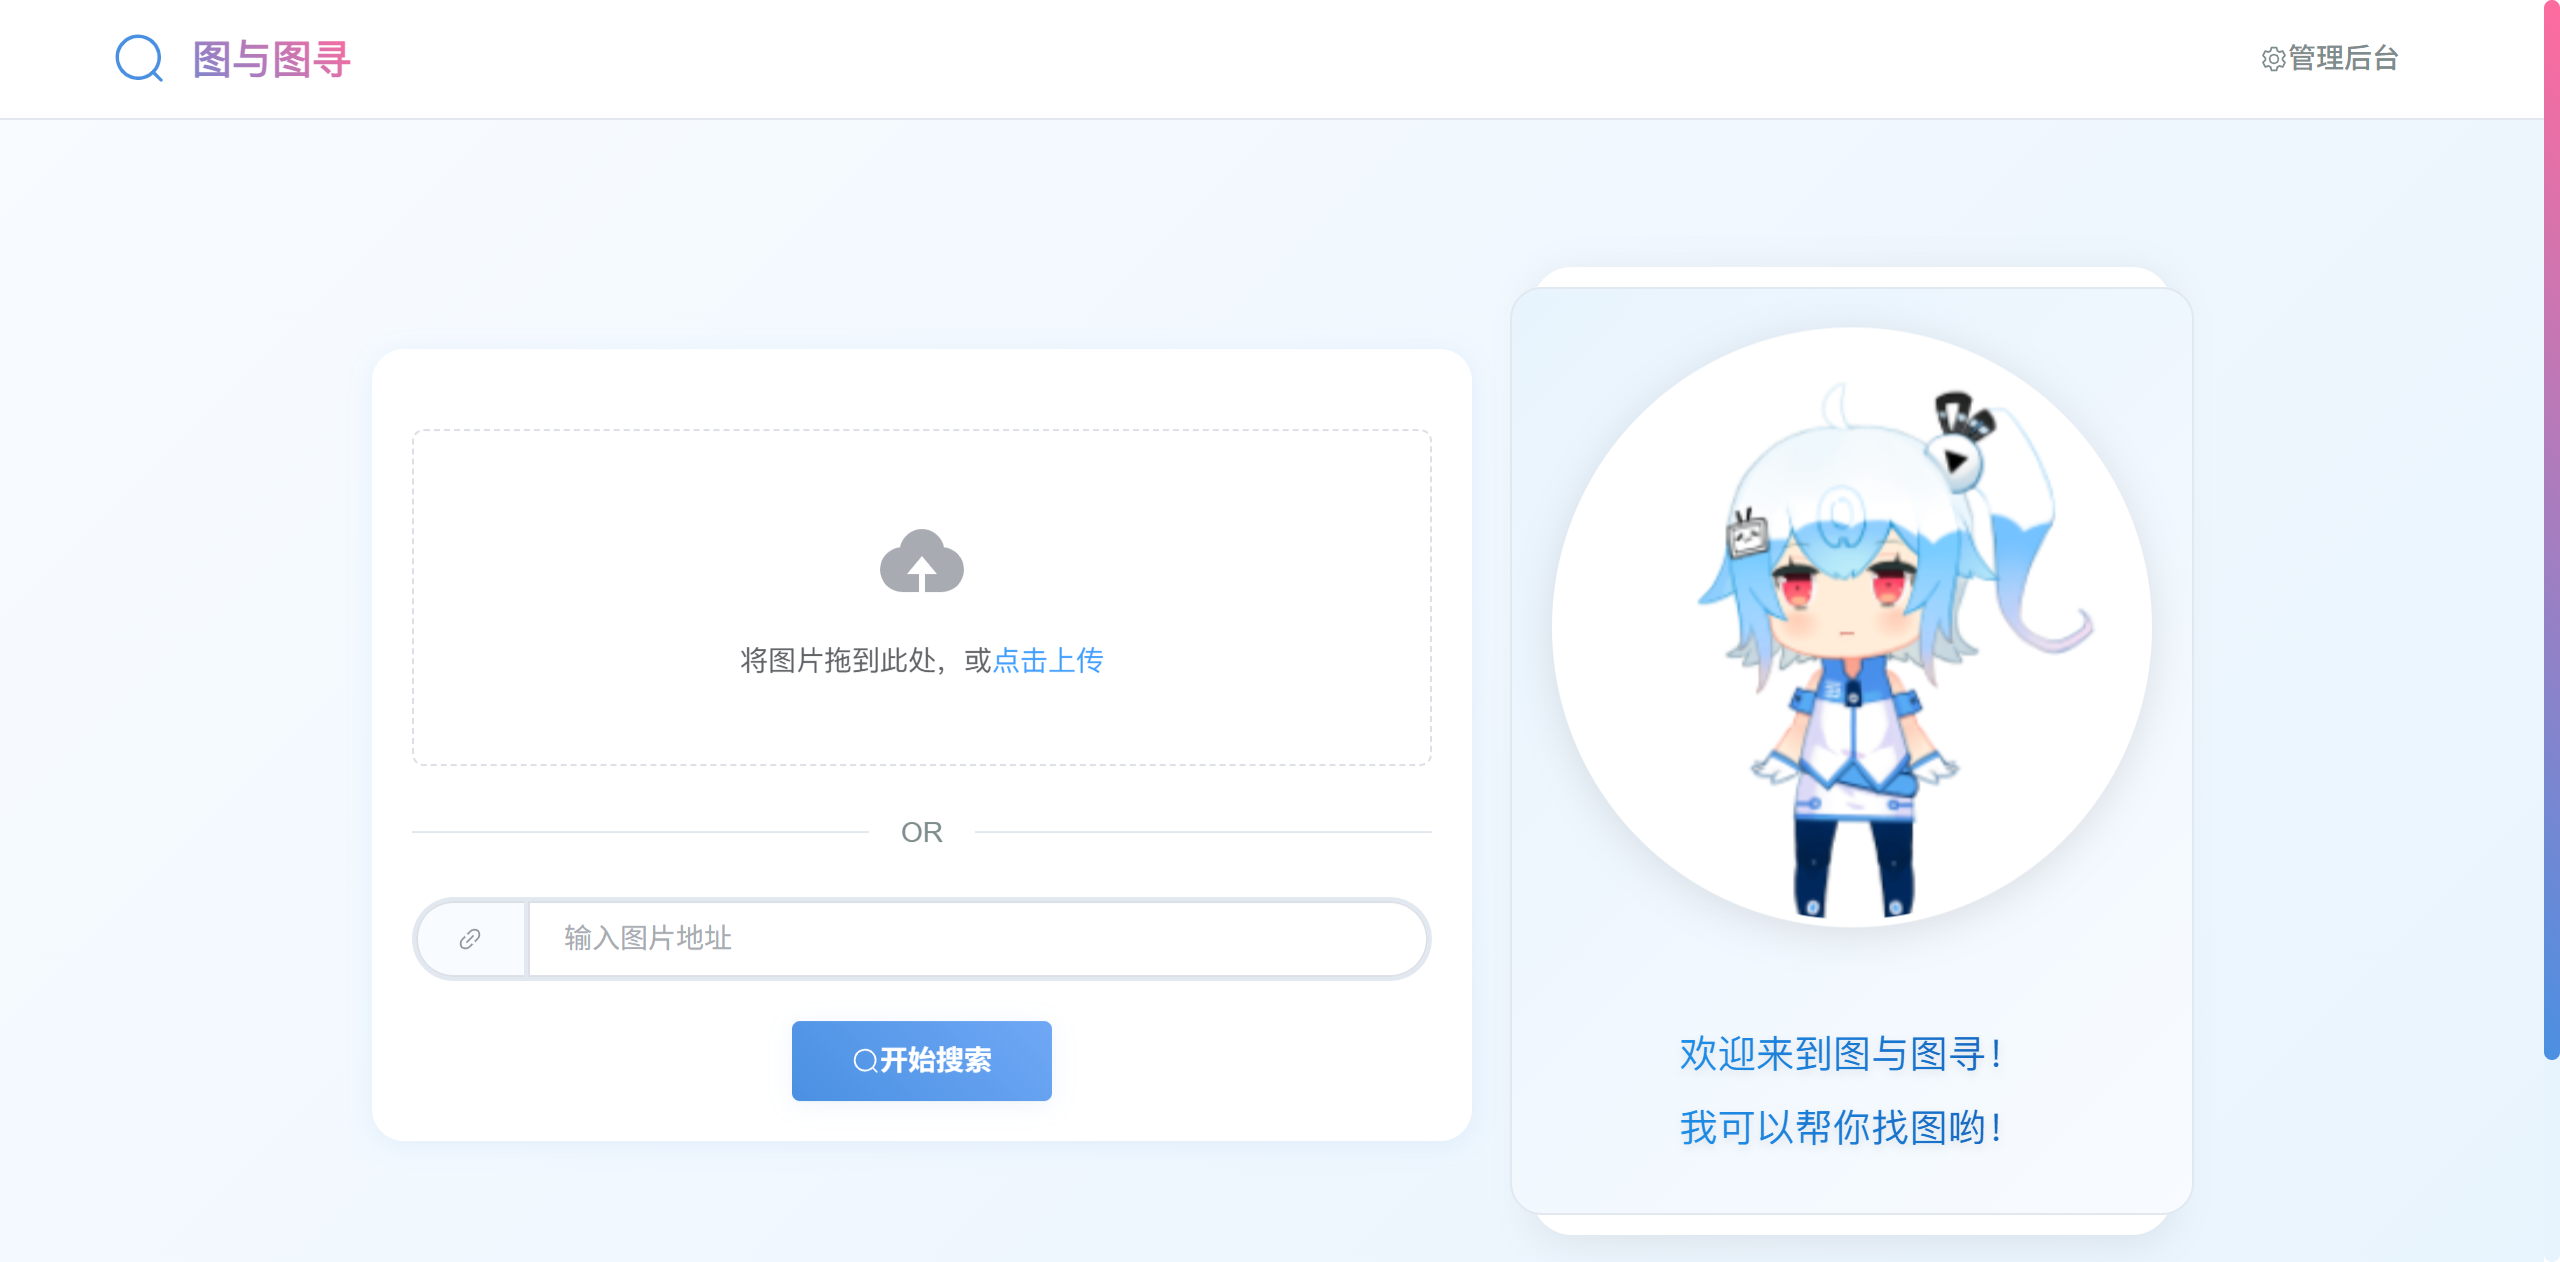 图与图寻
管理后台
将图片拖到此处，或点击上传
OR
输入图片地址
开始搜索
欢迎来到图与图寻！
我可以帮你找图哟！